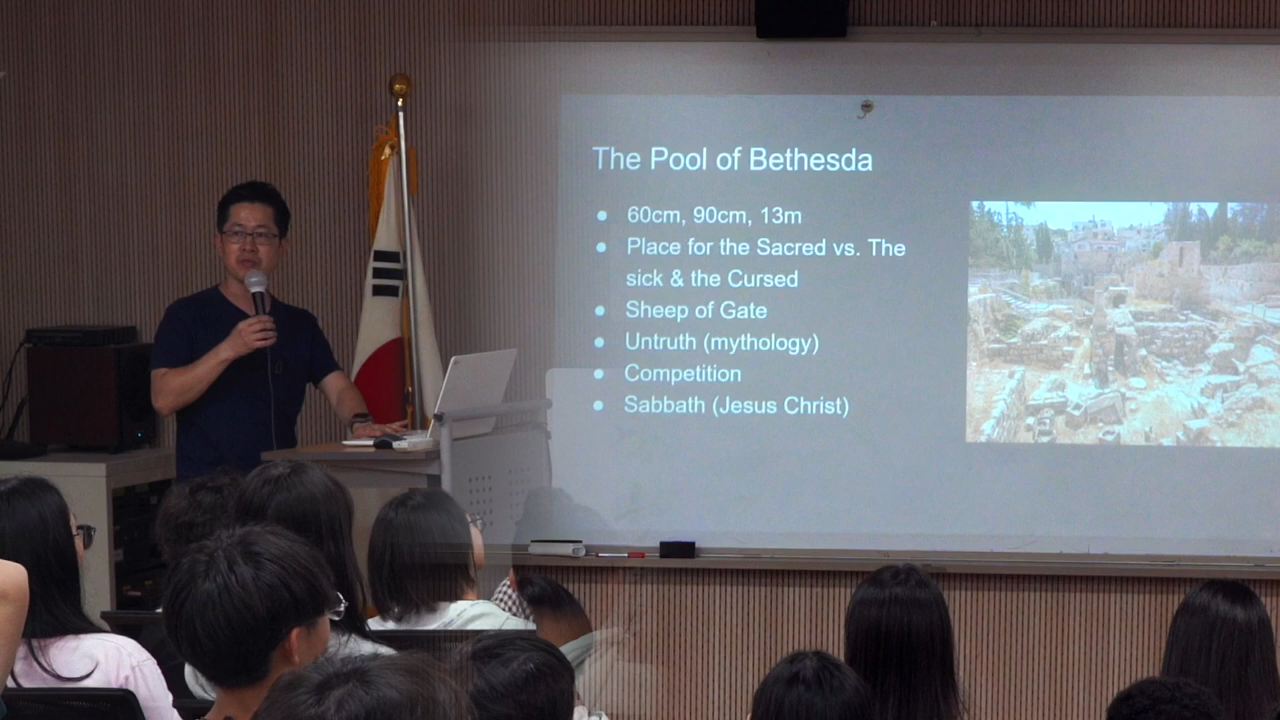 The Pool of Bethesda
60cm, 90cm, 13m
Place for the Sacred vs. The
sick & the Cursed
Sheep of Gate
Untruth (mythology)
Competition
Sabbath (Jesus Christ)